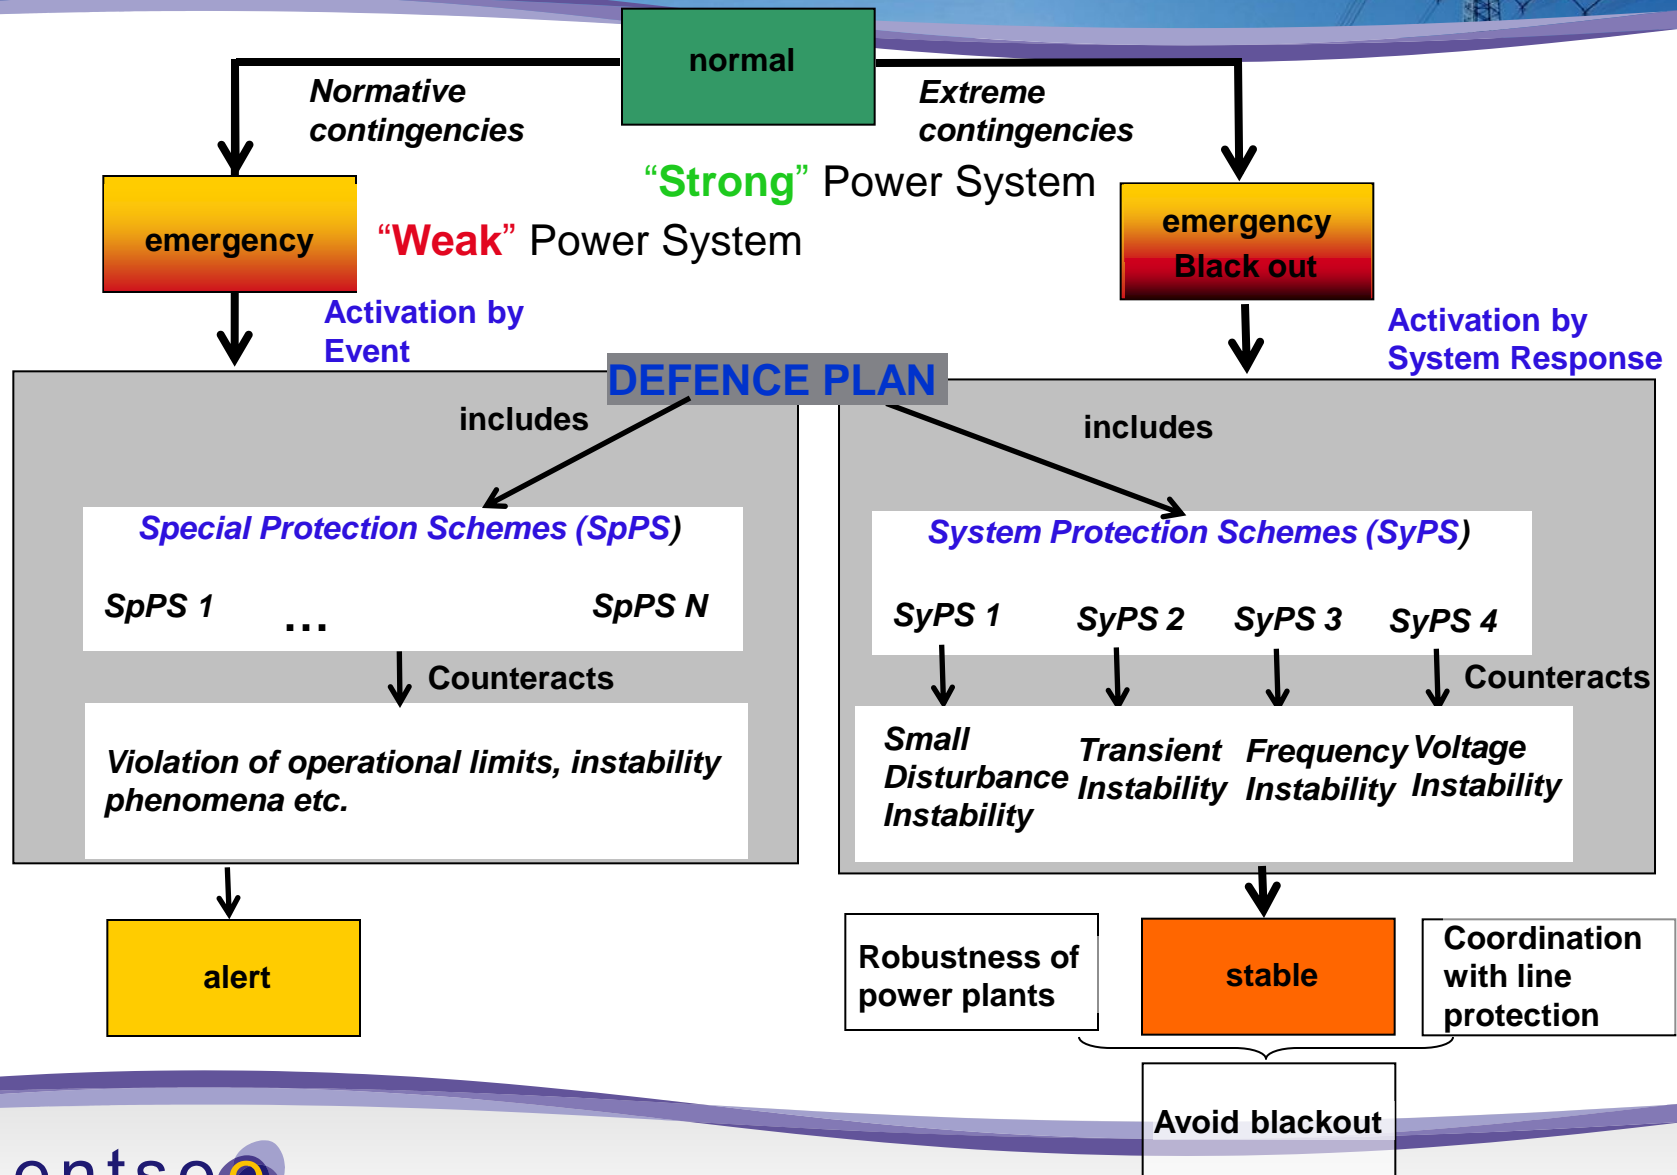 normal
Normative
contingencies
Extreme
contingencies
“Strong” Power System
emergency
“Weak” Power System
emergency
Black out
Activation by
Event
Activation by
System Response
DEFENCE PLAN
includes
includes
Special Protection Schemes (SpPS)
SpPS 1 ... SpPS N
System Protection Schemes (SyPS)
SyPS 1 SyPS 2 SyPS 3 SyPS 4
Counteracts
Counteracts
Violation of operational limits, instability
phenomena etc.
Small
Disturbance
Instability
Transient
Instability
Frequency
Instability
Voltage
Instability
alert
Robustness of
power plants
stable
Coordination
with line
protection
Avoid blackout
entsoe